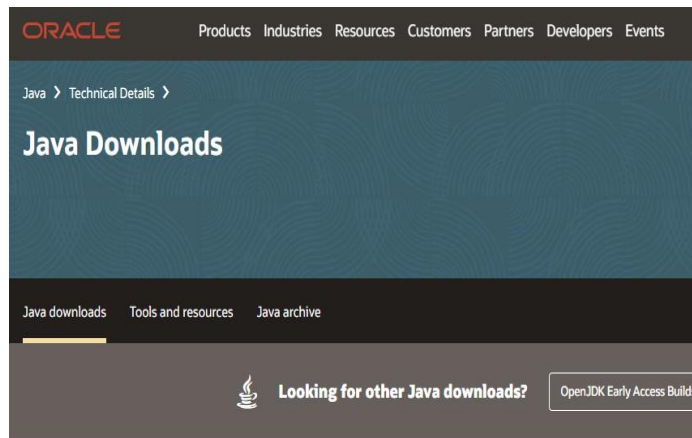 ORACLE Products Industries Resources Customers Partners Developers Events
Java > Technical Details >
Java Downloads
Java downloads Tools and resources Java archive
Looking for other Java downloads? OpenJDK Early Access Build